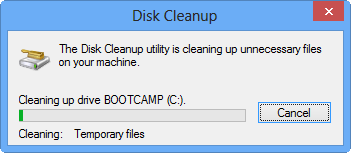 Disk Cleanup
The Disk Cleanup utility is cleaning up unnecessary files
on your machine.
Cleaning up drive BOOTCAMP (C:).
Cancel
Cleaning: Temporary files